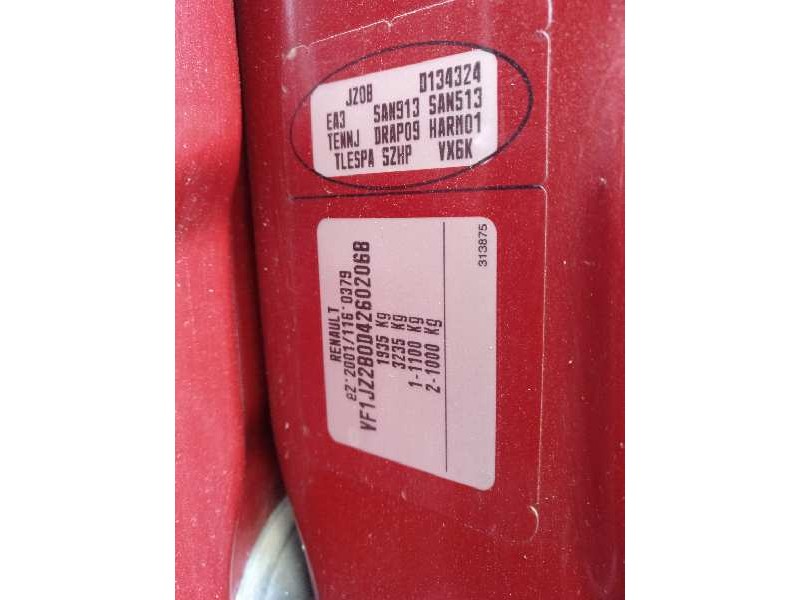 JZ0B D134324
EA3 SAN913 SAN513
TENNJ DRAP09 HARM01
TLESPA SZHP VX6K
RENAULT
e2*2001/116*0379
VF1JZ2B0D42602068
1935 Kg
3235 Kg
1-1100 Kg
2-1000 Kg
313875